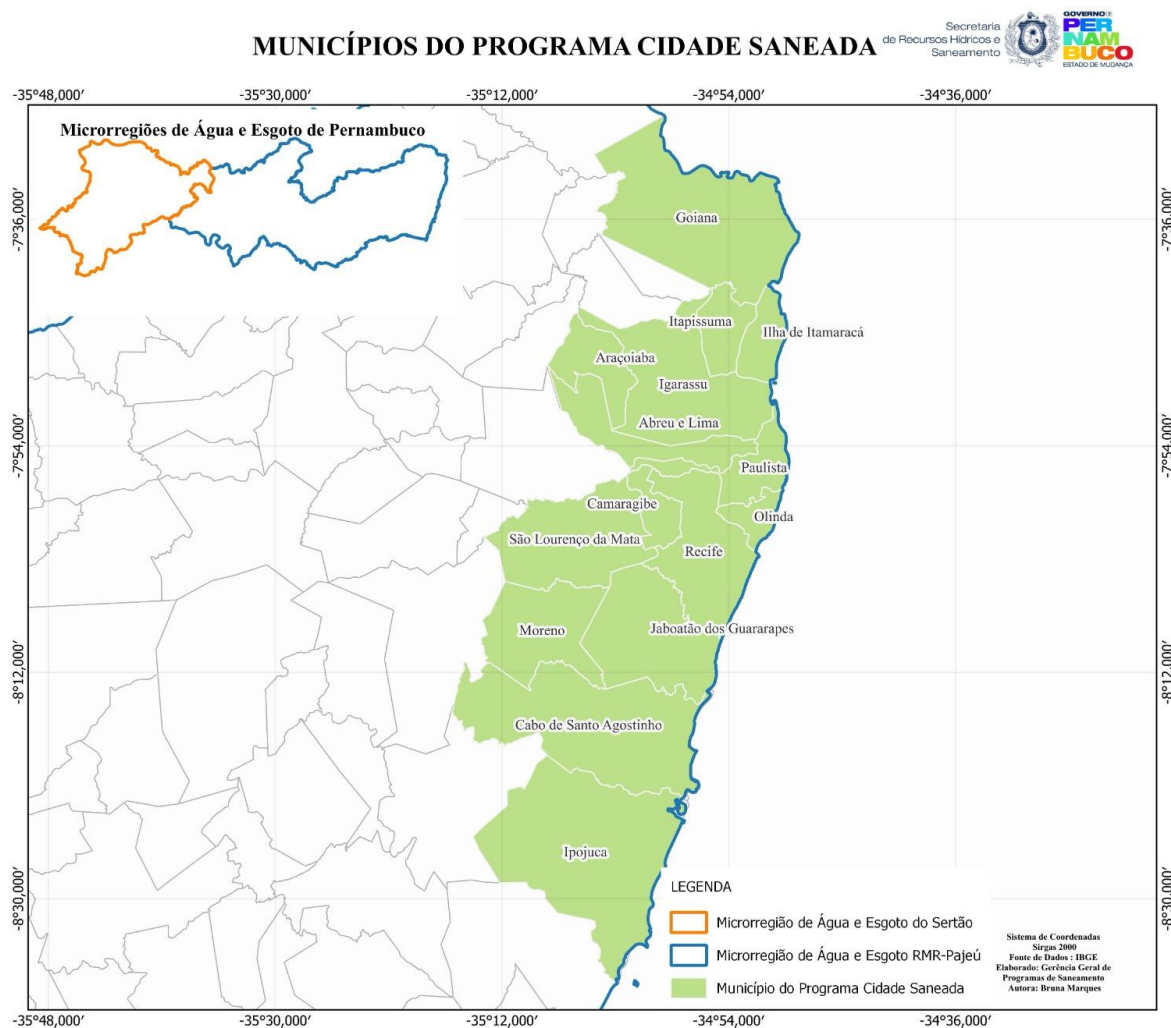 MUNICÍPIOS DO PROGRAMA CIDADE SANEADA
Secretaria
de Recursos Hídricos e
Saneamento
GOVERNO DE
PER
NAM
BUCO
ESTADO DE MUDANÇA
-35°48,000′ -35°30,000′ -35°12,000′ -34°54,000′ -34°36,000′
Microrregiões de Água e Esgoto de Pernambuco
-7°36,000′ -7°36,000′
Goiana
Itapissuma
Ilha de Itamaracá
Araçoiaba
Igarassu
Abreu e Lima
-7°54,000′ -7°54,000′
Paulista
Camaragibe
Olinda
São Lourenço da Mata
Recife
Moreno
Jaboatão dos Guararapes
-8°12,000′ -8°12,000′
Cabo de Santo Agostinho
Ipojuca
-8°30,000′ -8°30,000′
LEGENDA
Microrregião de Água e Esgoto do Sertão
Microrregião de Água e Esgoto RMR-Pajeú
Município do Programa Cidade Saneada
Sistema de Coordenadas
Sirgas 2000
Fonte de Dados : IBGE
Elaborado: Gerência Geral de
Programas de Saneamento
Autora: Bruna Marques
-35°48,000′ -35°30,000′ -35°12,000′ -34°54,000′ -34°36,000′